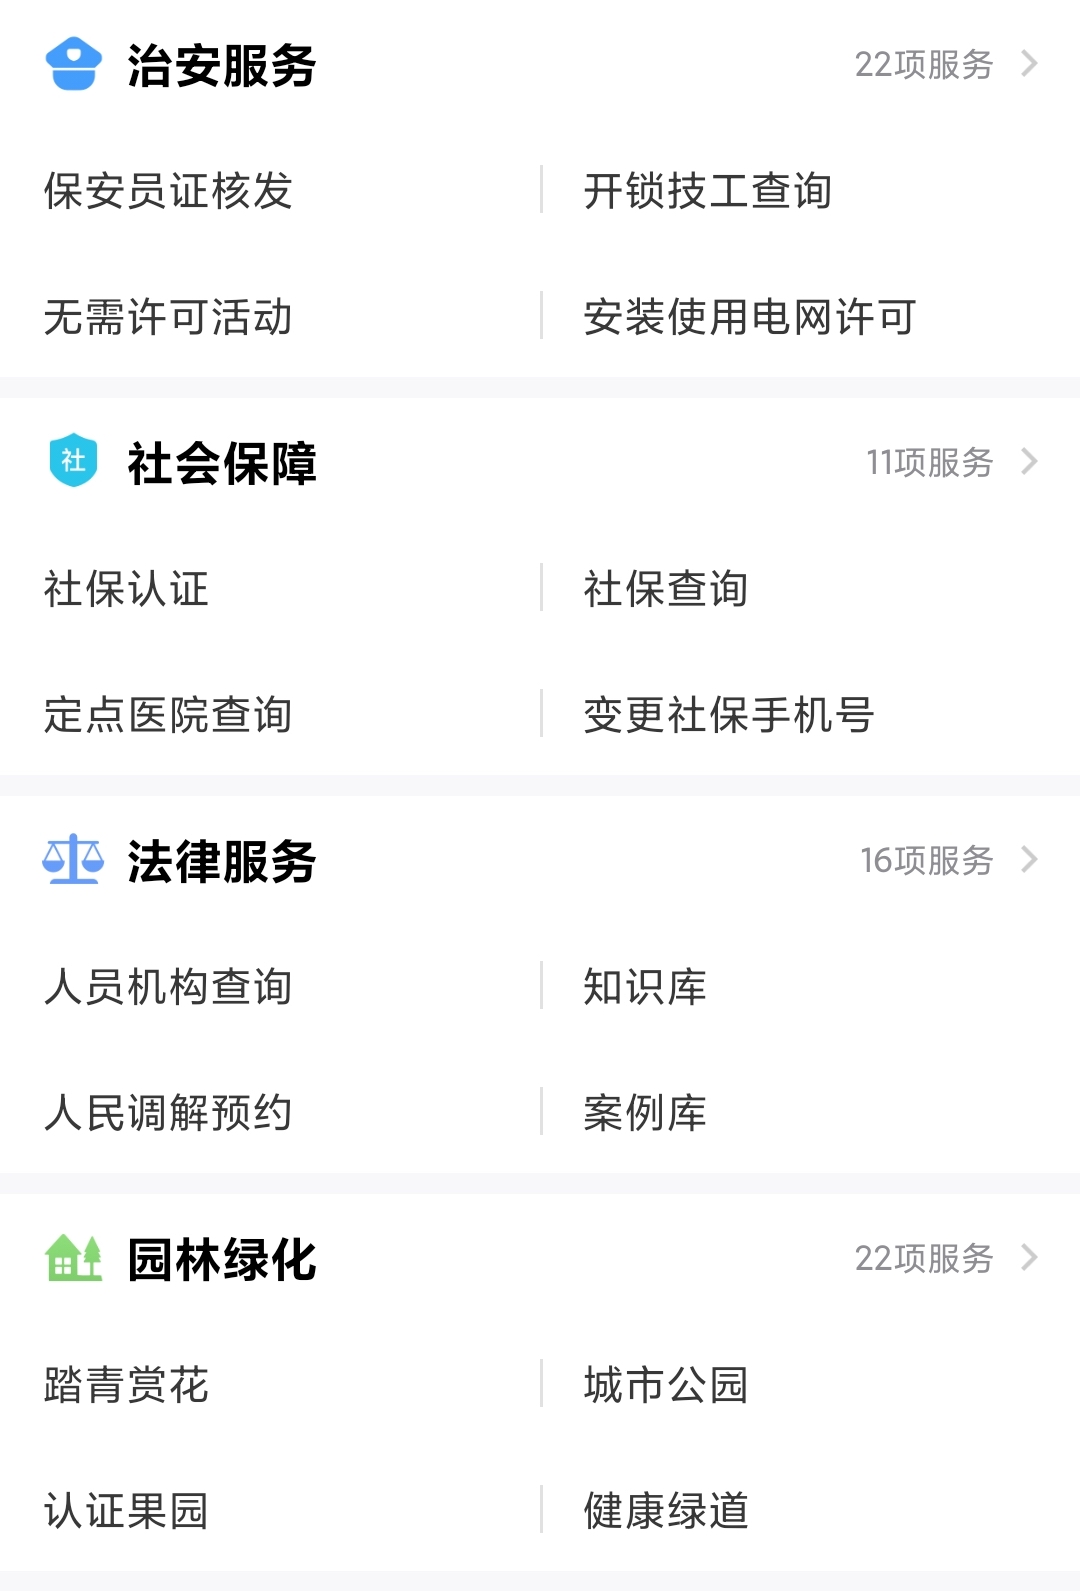 治安服务 22项服务
保安员证核发 开锁技工查询
无需许可活动 安装使用电网许可
社 社会保障 11项服务
社保认证 社保查询
定点医院查询 变更社保手机号
法律服务 16项服务
人员机构查询 知识库
人民调解预约 案例库
园林绿化 22项服务
踏青赏花 城市公园
认证果园 健康绿道